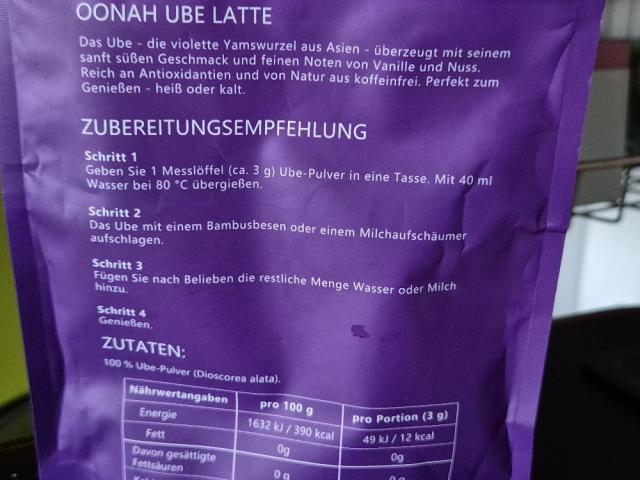 OONAH UBE LATTE
Das Ube - die violette Yamswurzel aus Asien - überzeugt mit seinem
sanft süßen Geschmack und feinen Noten von Vanille und Nuss.
Reich an Antioxidantien und von Natur aus koffeinfrei. Perfekt zum
Genießen - heiß oder kalt.
ZUBEREITUNGSEMPFEHLUNG
Schritt 1
Geben Sie 1 Messlöffel (ca. 3 g) Ube-Pulver in eine Tasse. Mit 40 ml
Wasser bei 80 °C übergießen.
Schritt 2
Das Ube mit einem Bambusbesen oder einem Milchaufschäumer
aufschlagen.
Schritt 3
Fügen Sie nach Belieben die restliche Menge Wasser oder Milch
hinzu.
Schritt 4
Genießen.
ZUTATEN:
100 % Ube-Pulver (Dioscorea alata).
Nährwertangaben pro 100 g pro Portion (3 g)
Energie 1632 kJ / 390 kcal 49 kJ / 12 kcal
Fett 0g 0g
Davon gesättigte
Fettsäuren 0 g